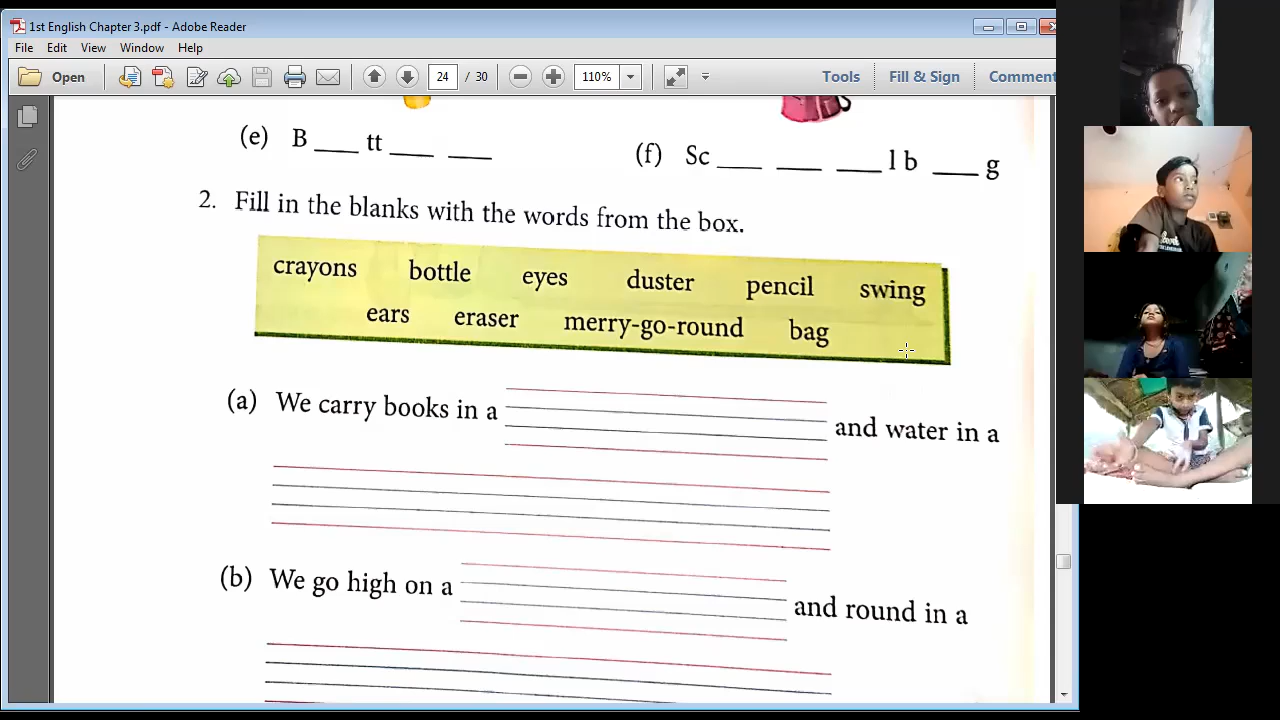 1st English Chapter 3.pdf - Adobe Reader
File Edit View Window Help
Open 24 / 30 110% Tools Fill & Sign Comment
(e) B ___ tt ___ ___ (f) Sc ___ ___ ___ l b ___ g
2. Fill in the blanks with the words from the box.
crayons bottle eyes duster pencil swing
ears eraser merry-go-round bag
(a) We carry books in a and water in a
(b) We go high on a and round in a